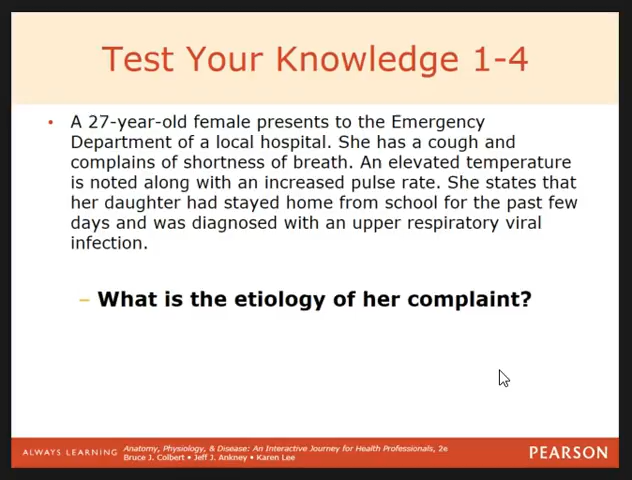 Test Your Knowledge 1-4
• A 27-year-old female presents to the Emergency
Department of a local hospital. She has a cough and
complains of shortness of breath. An elevated temperature
is noted along with an increased pulse rate. She states that
her daughter had stayed home from school for the past few
days and was diagnosed with an upper respiratory viral
infection.
– What is the etiology of her complaint?
ALWAYS LEARNING
Anatomy, Physiology, & Disease: An Interactive Journey for Health Professionals, 2e
Bruce J. Colbert • Jeff J. Ankney • Karen Lee
PEARSON